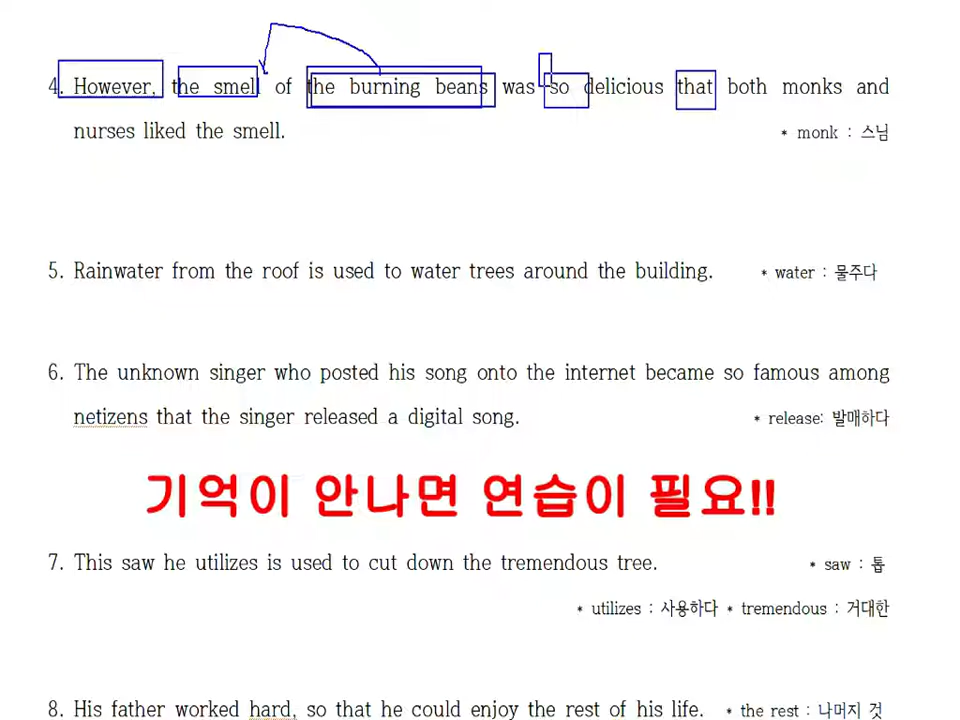 4. However, the smell of the burning beans was so delicious that both monks and
nurses liked the smell. * monk : 스님
5. Rainwater from the roof is used to water trees around the building. * water : 물주다
6. The unknown singer who posted his song onto the internet became so famous among
netizens that the singer released a digital song. * release: 발매하다
기억이 안나면 연습이 필요!!
7. This saw he utilizes is used to cut down the tremendous tree. * saw : 톱
* utilizes : 사용하다 * tremendous : 거대한
8. His father worked hard, so that he could enjoy the rest of his life. * the rest : 나머지 것